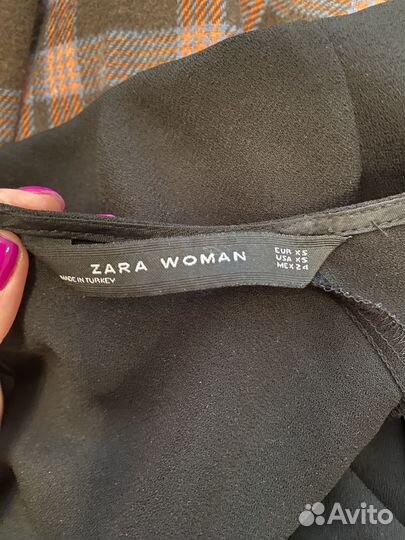 ZARA WOMAN
MADE IN TURKEY
EUR XS
USA XS
MEX 24
Avito